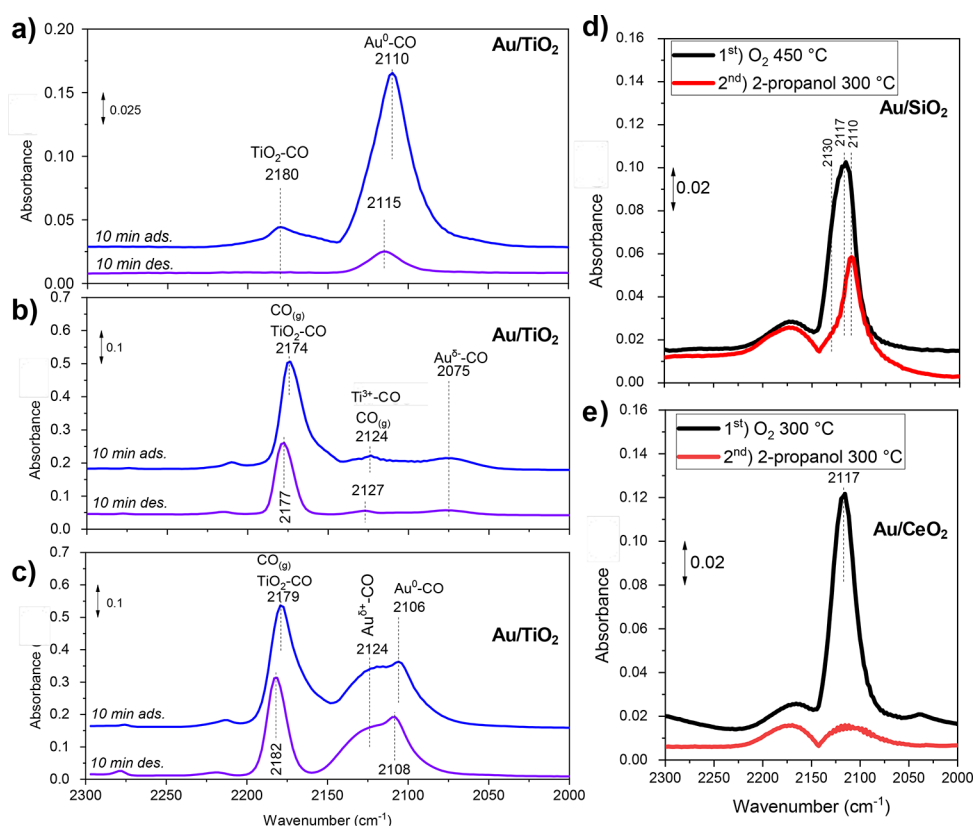 a)
Au/TiO₂
Au⁰-CO
2110
0.025
TiO₂-CO
2180
2115
10 min ads.
10 min des.
Absorbance
0.20
0.15
0.10
0.05
0.00
b)
Au/TiO₂
CO(g)
TiO₂-CO
2174
0.1
Auᵟ⁻-CO
2075
Ti³⁺-CO
CO(g)
2124
10 min ads.
2177
2127
10 min des.
Absorbance
0.7
0.6
0.5
0.4
0.3
0.2
0.1
0.0
c)
Au/TiO₂
CO(g)
TiO₂-CO
2179
0.1
Auᵟ⁺-CO
2124
Au⁰-CO
2106
10 min ads.
2182
2108
10 min des.
Absorbance
0.7
0.6
0.5
0.4
0.3
0.2
0.1
0.0
2300 2250 2200 2150 2100 2050 2000
Wavenumber (cm⁻¹)
d)
1ˢᵗ) O₂ 450 °C
2ⁿᵈ) 2-propanol 300 °C
Au/SiO₂
2130
2117
2110
0.02
Absorbance
0.16
0.14
0.12
0.10
0.08
0.06
0.04
0.02
0.00
e)
1ˢᵗ) O₂ 300 °C
2ⁿᵈ) 2-propanol 300 °C
2117
Au/CeO₂
0.02
Absorbance
0.16
0.14
0.12
0.10
0.08
0.06
0.04
0.02
0.00
2300 2250 2200 2150 2100 2050 2000
Wavenumber (cm⁻¹)